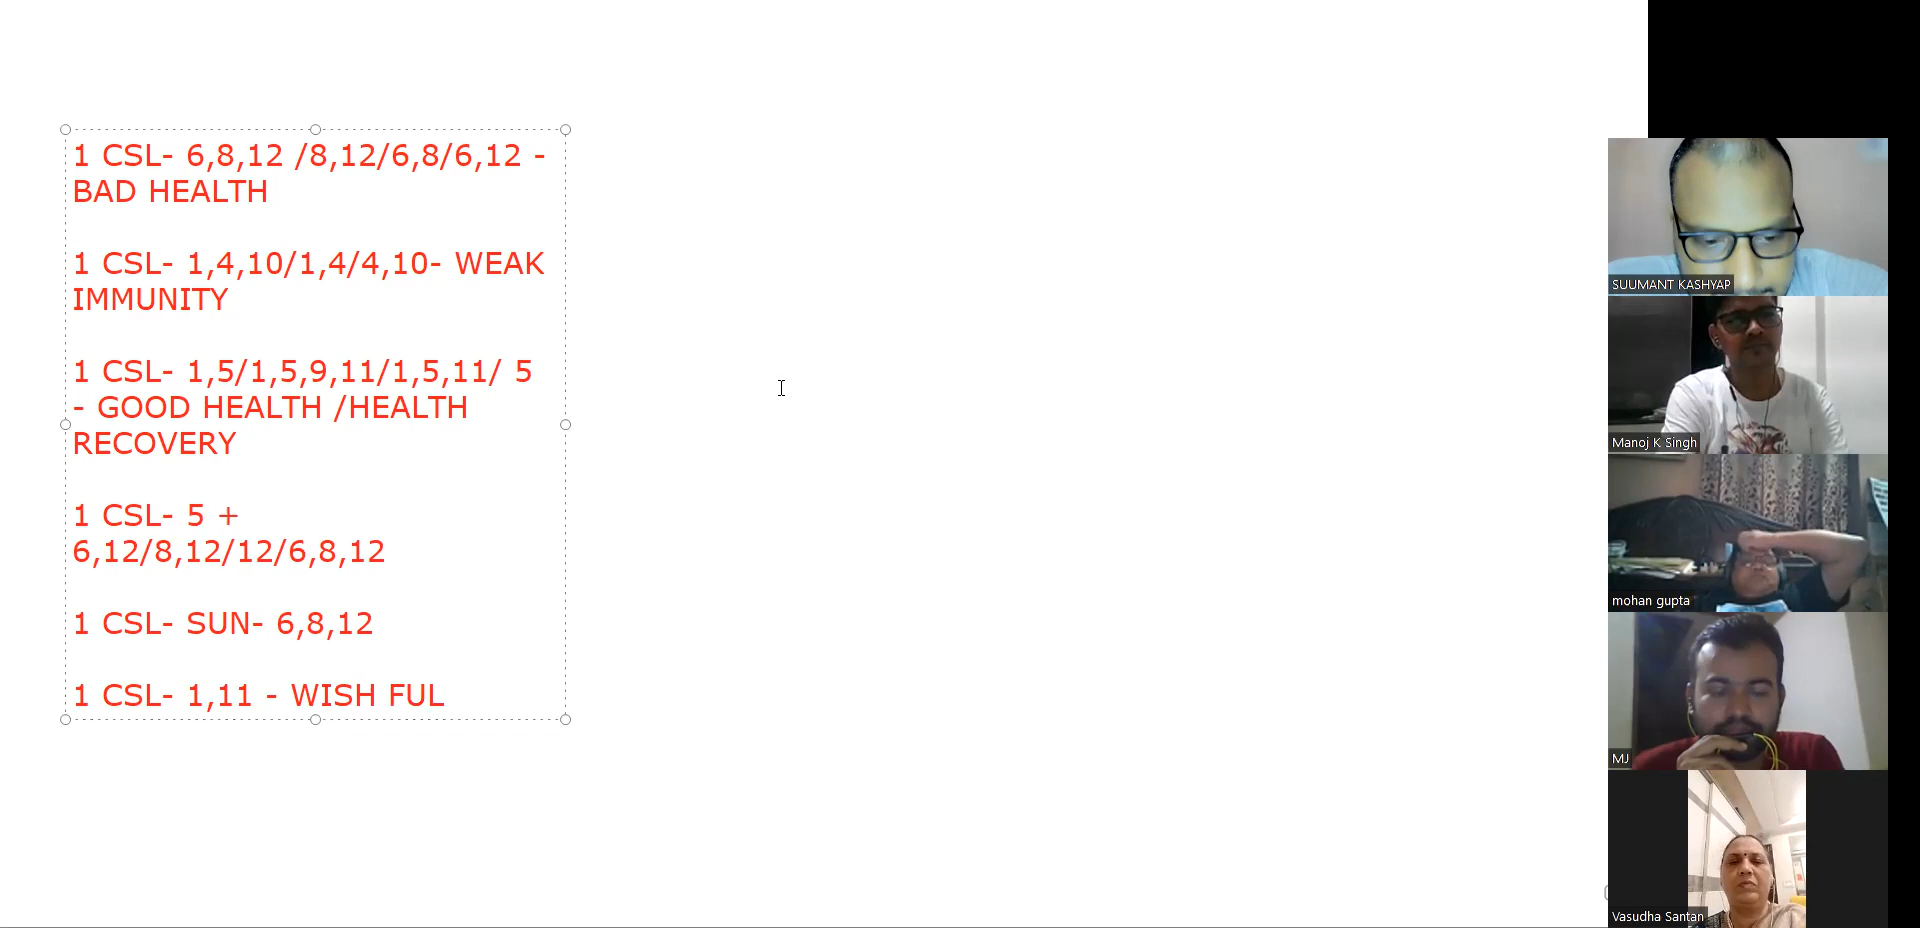 1 CSL- 6,8,12 /8,12/6,8/6,12 -
BAD HEALTH
1 CSL- 1,4,10/1,4/4,10- WEAK
IMMUNITY
1 CSL- 1,5/1,5,9,11/1,5,11/ 5
- GOOD HEALTH /HEALTH
RECOVERY
1 CSL- 5 +
6,12/8,12/12/6,8,12
1 CSL- SUN- 6,8,12
1 CSL- 1,11 - WISH FUL
SUUMANT KASHYAP
Manoj K Singh
mohan gupta
MJ
Vasudha Santan